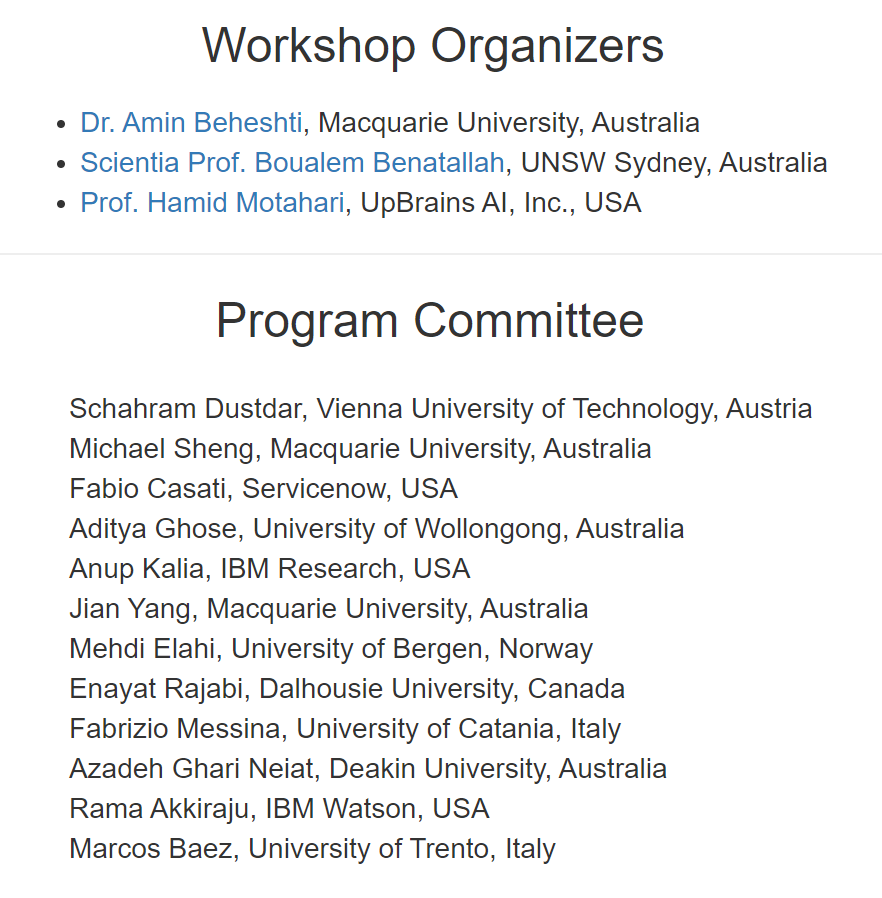 Workshop Organizers
• Dr. Amin Beheshti, Macquarie University, Australia
• Scientia Prof. Boualem Benatallah, UNSW Sydney, Australia
• Prof. Hamid Motahari, UpBrains AI, Inc., USA
Program Committee
Schahram Dustdar, Vienna University of Technology, Austria
Michael Sheng, Macquarie University, Australia
Fabio Casati, Servicenow, USA
Aditya Ghose, University of Wollongong, Australia
Anup Kalia, IBM Research, USA
Jian Yang, Macquarie University, Australia
Mehdi Elahi, University of Bergen, Norway
Enayat Rajabi, Dalhousie University, Canada
Fabrizio Messina, University of Catania, Italy
Azadeh Ghari Neiat, Deakin University, Australia
Rama Akkiraju, IBM Watson, USA
Marcos Baez, University of Trento, Italy